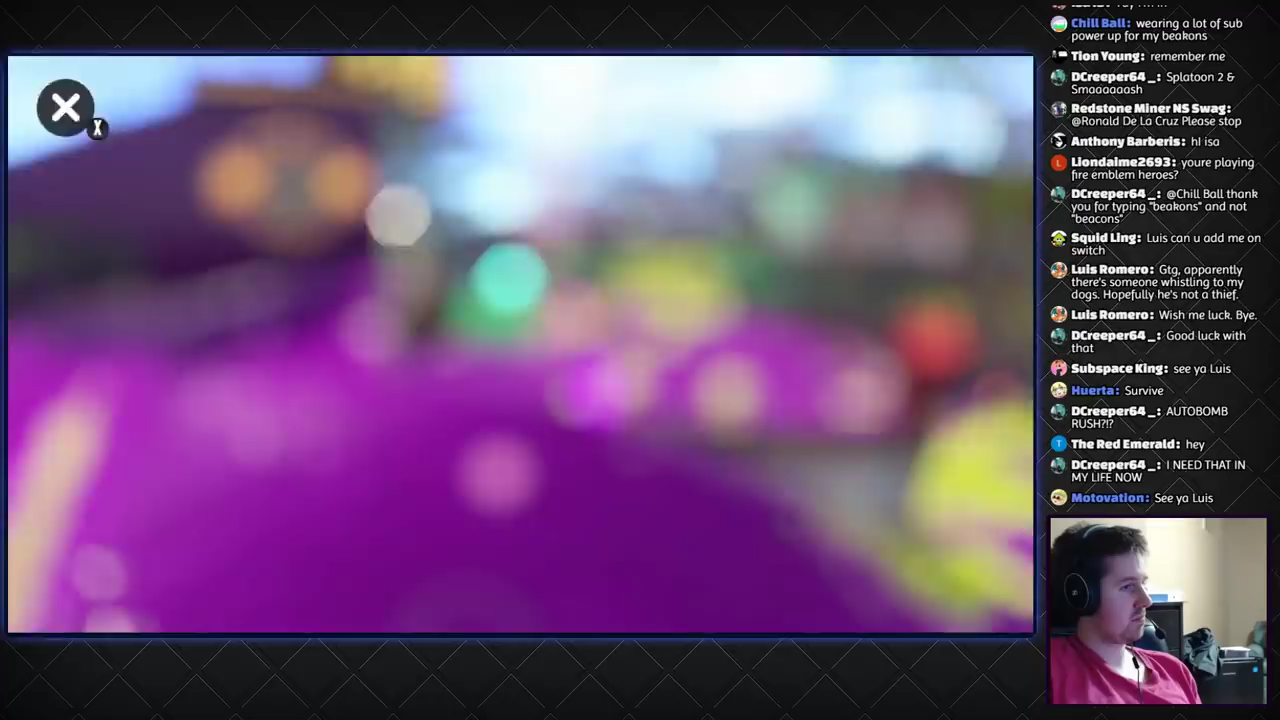 X
Chill Ball: wearing a lot of sub
power up for my beakons
Tion Young: remember me
DCreeper64_: Splatoon 2 &
Smaaaaaash
Redstone Miner NS Swag:
@Ronald De La Cruz Please stop
Anthony Barberis: hI isa
L
Liondaime2693: youre playing
fire emblem heroes?
DCreeper64_: @Chill Ball thank
you for typing "beakons" and not
"beacons"
Squid Ling: Luis can u add me on
switch
Luis Romero: Gtg, apparently
there's someone whistling to my
dogs. Hopefully he's not a thief.
Luis Romero: Wish me luck. Bye.
DCreeper64_: Good luck with
that
Subspace King: see ya Luis
Huerta: Survive
DCreeper64_: AUTOBOMB
RUSH?!?
T
The Red Emerald: hey
DCreeper64_: I NEED THAT IN
MY LIFE NOW
Motovation: See ya Luis